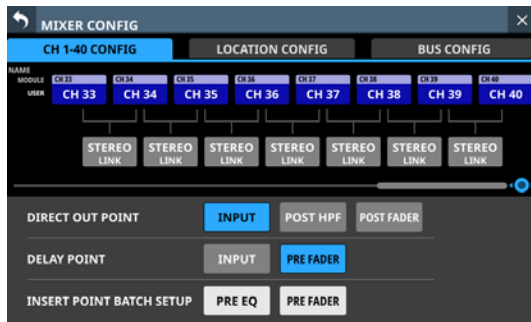 MIXER CONFIG
CH 1-40 CONFIG LOCATION CONFIG BUS CONFIG
NAME
MODULE CH 33 CH 34 CH 35 CH 36 CH 37 CH 38 CH 39 CH 40
USER CH 33 CH 34 CH 35 CH 36 CH 37 CH 38 CH 39 CH 40
STEREO STEREO STEREO STEREO STEREO STEREO STEREO
LINK LINK LINK LINK LINK LINK LINK
DIRECT OUT POINT INPUT POST HPF POST FADER
DELAY POINT INPUT PRE FADER
INSERT POINT BATCH SETUP PRE EQ PRE FADER